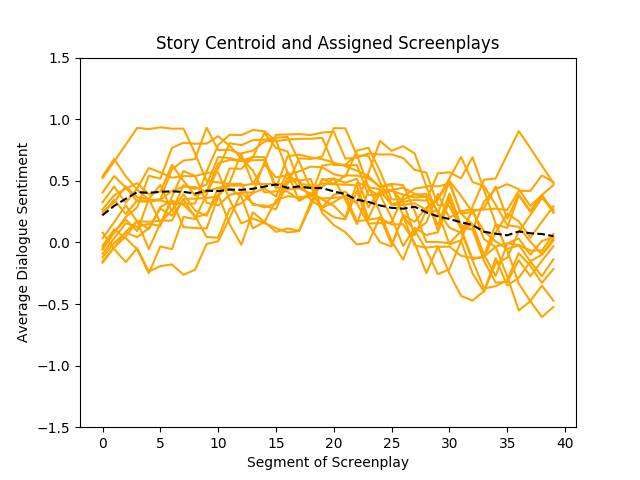 Story Centroid and Assigned Screenplays
1.5
1.0
0.5
0.0
−0.5
−1.0
−1.5
Average Dialogue Sentiment
0 5 10 15 20 25 30 35 40
Segment of Screenplay